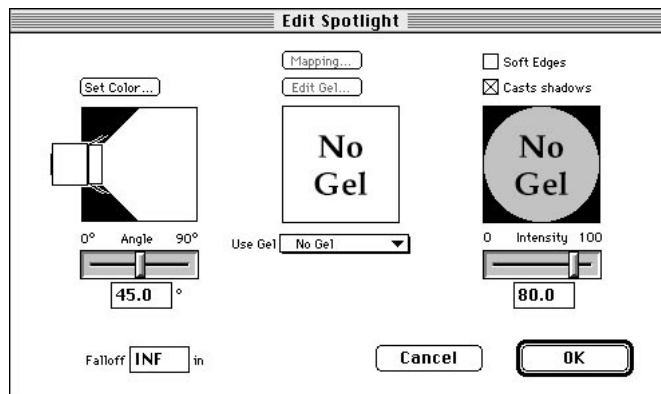 Edit Spotlight
Set Color...
Mapping...
Edit Gel...
Soft Edges
Casts shadows
No
Gel
No
Gel
0° Angle 90°
Use Gel No Gel
0 Intensity 100
45.0 °
80.0
Falloff INF in
Cancel
OK